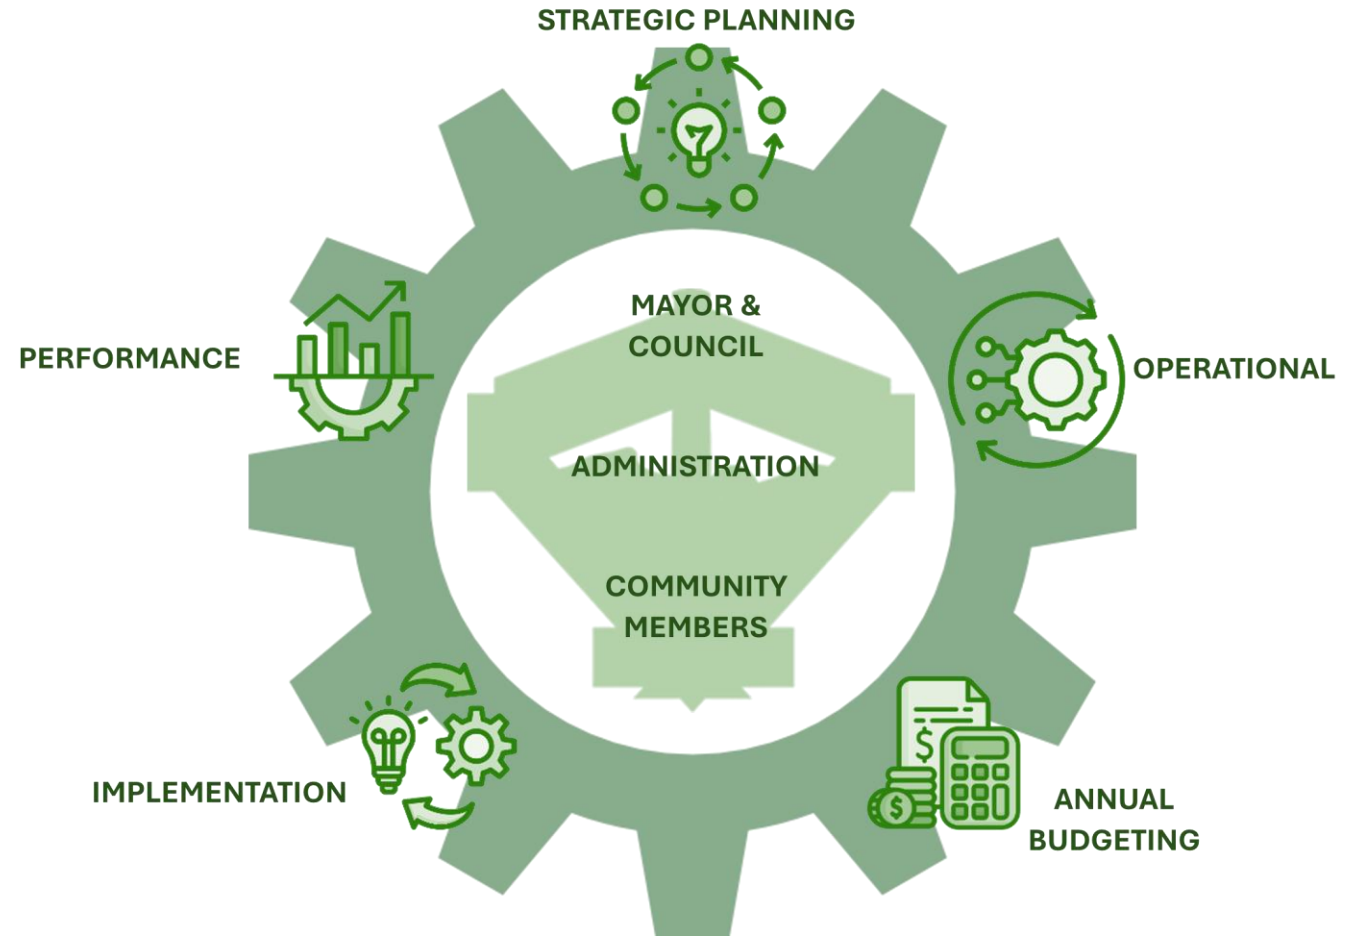 STRATEGIC PLANNING
MAYOR &
COUNCIL
PERFORMANCE
OPERATIONAL
ADMINISTRATION
COMMUNITY
MEMBERS
$
$
IMPLEMENTATION
ANNUAL
BUDGETING